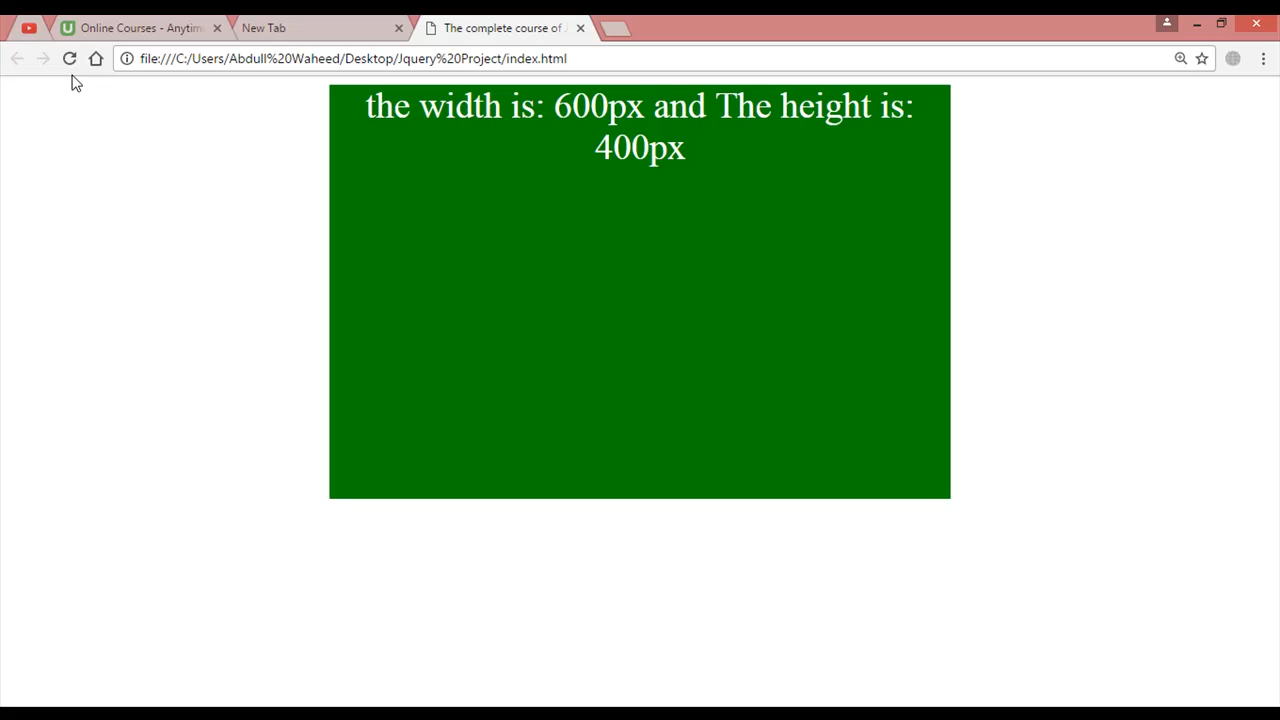 Online Courses - Anytim
New Tab
The complete course of J
file:///C:/Users/Abdull%20Waheed/Desktop/Jquery%20Project/index.html
the width is: 600px and The height is:
400px